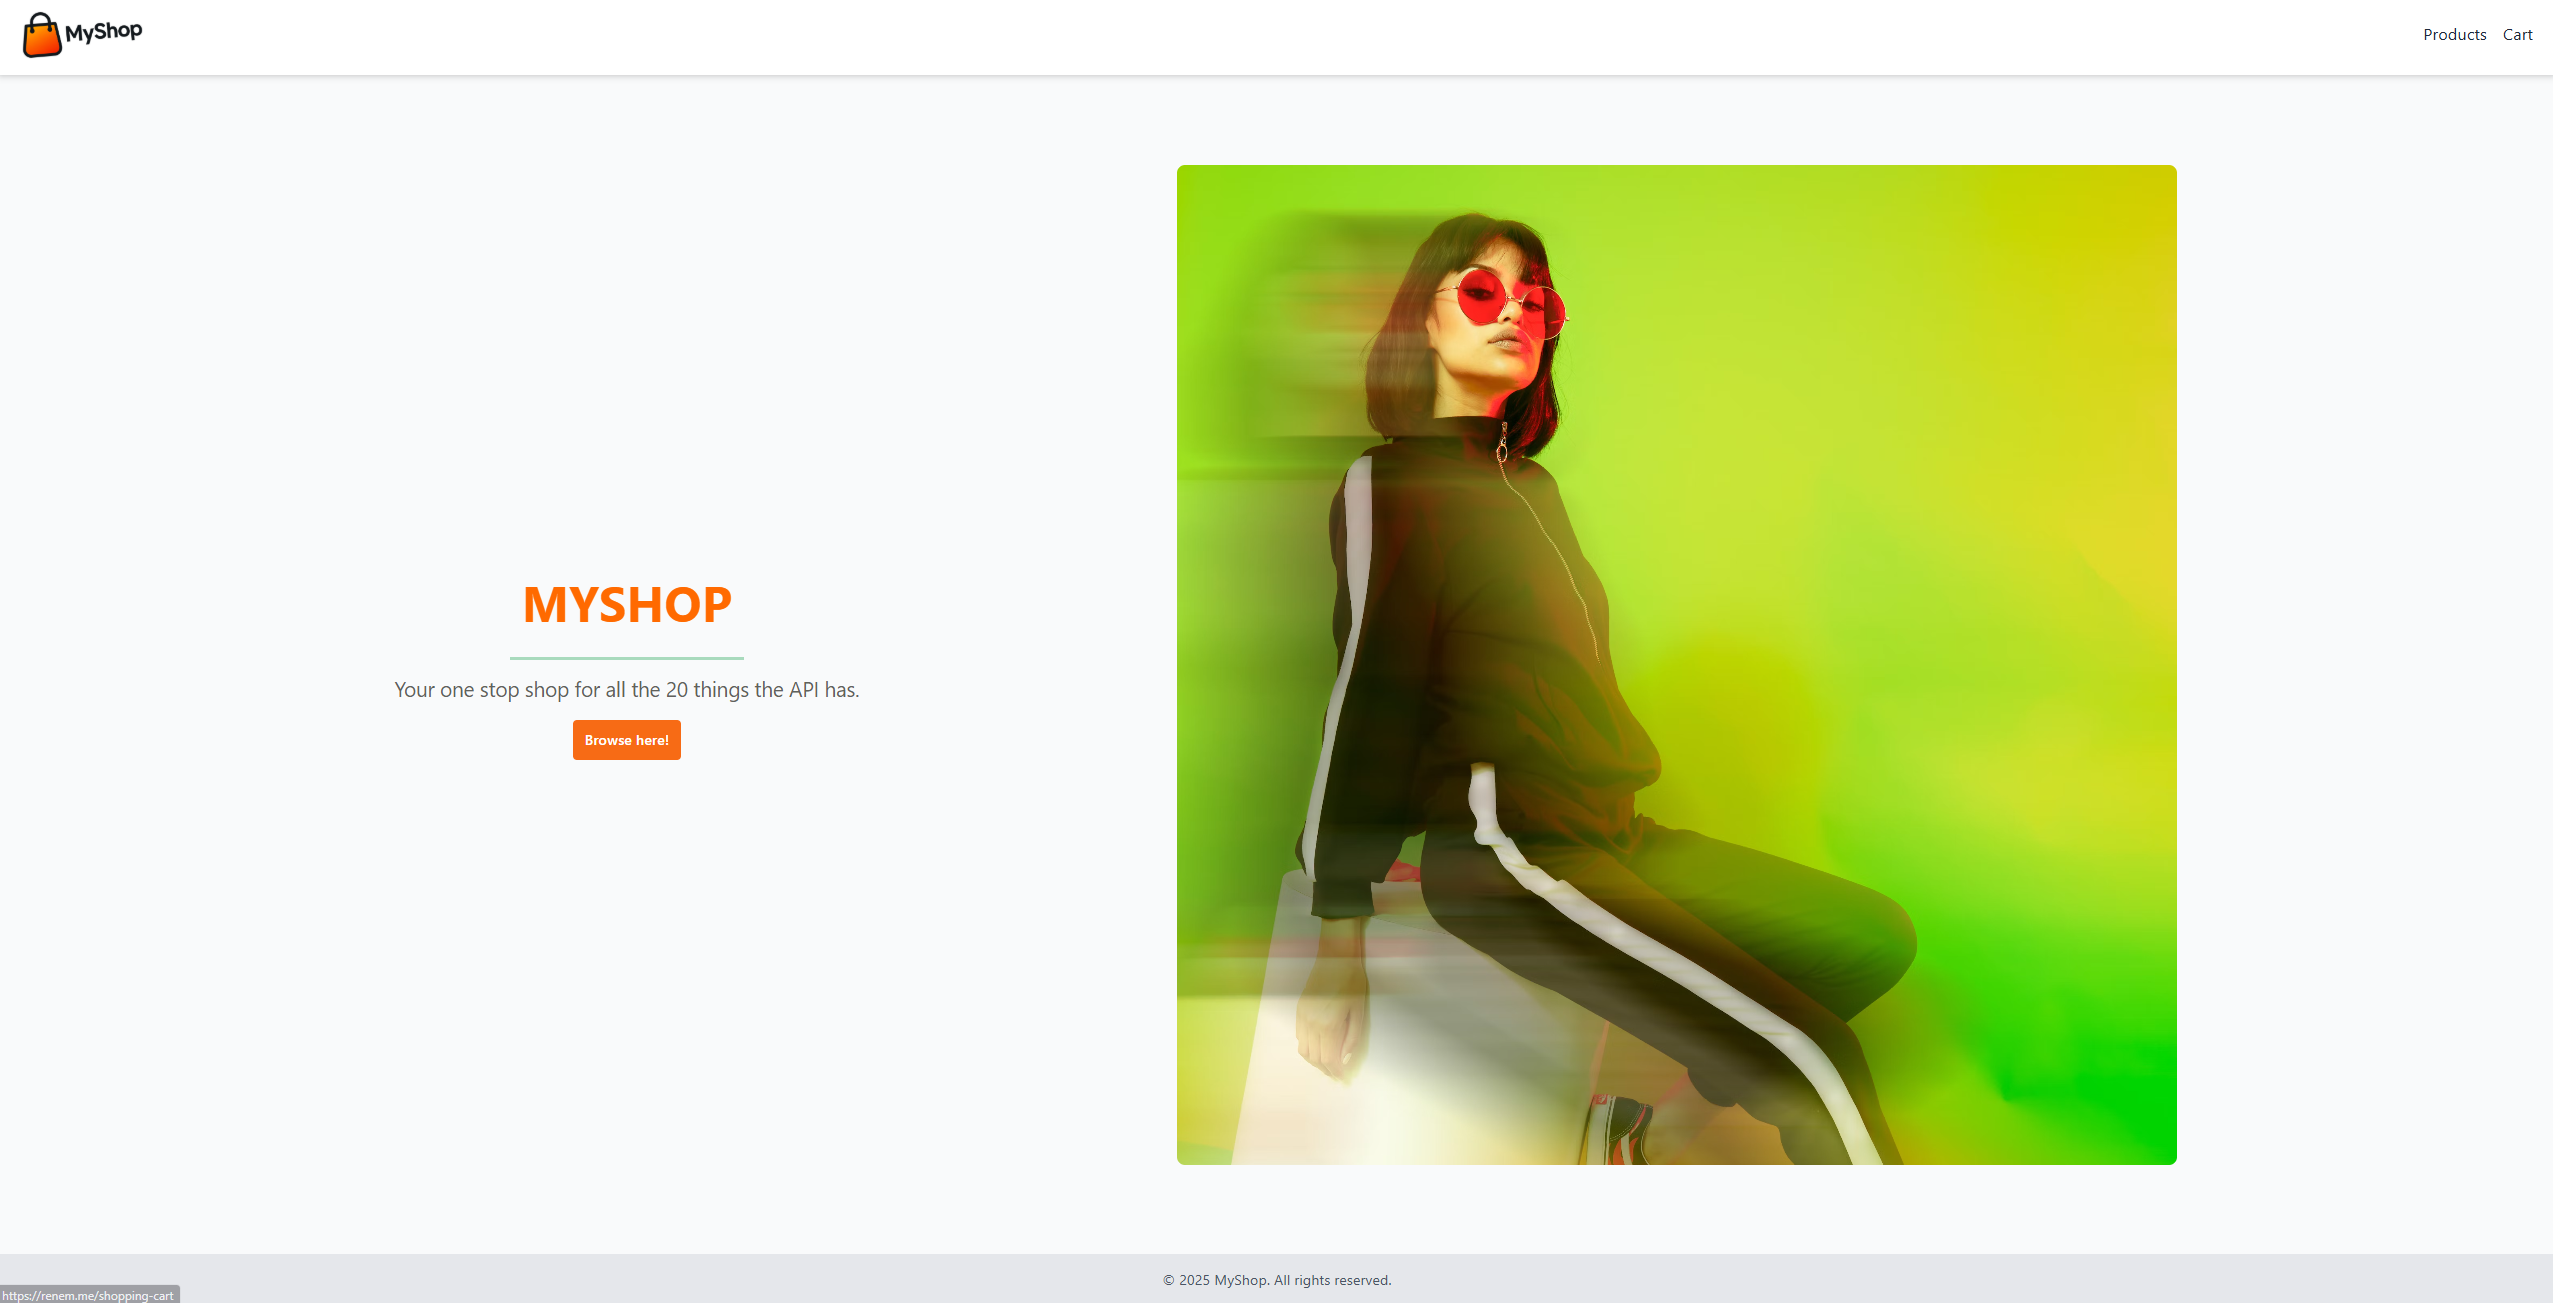 MyShop
Products Cart
MYSHOP
Your one stop shop for all the 20 things the API has.
Browse here!
© 2025 MyShop. All rights reserved.
https://renem.me/shopping-cart